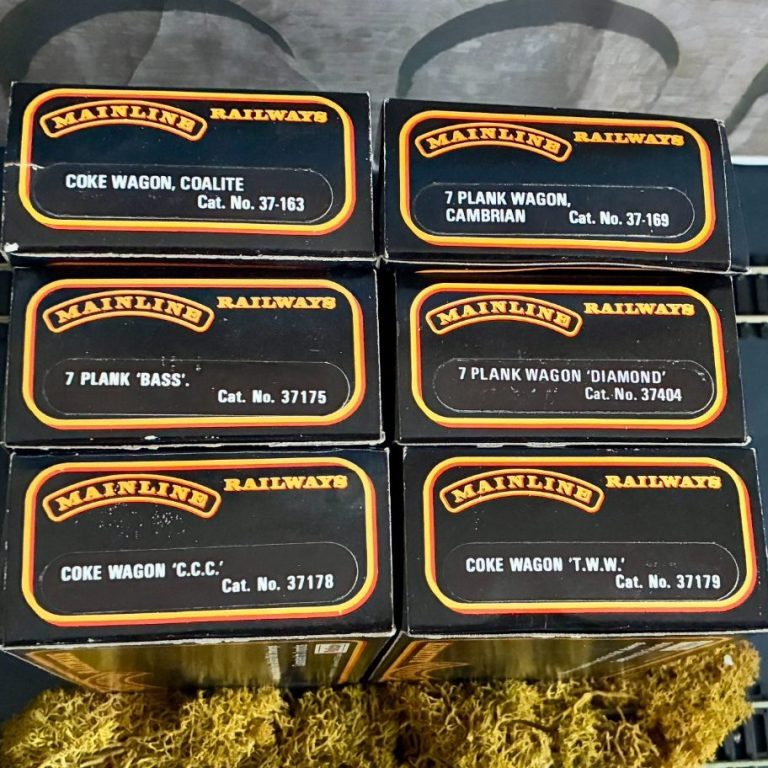 MAINLINE RAILWAYS
COKE WAGON, COALITE
Cat. No. 37-163
MAINLINE RAILWAYS
7 PLANK WAGON,
CAMBRIAN Cat. No. 37-169
MAINLINE RAILWAYS
7 PLANK 'BASS'.
Cat. No. 37175
MAINLINE RAILWAYS
7 PLANK WAGON 'DIAMOND'
Cat. No. 37404
MAINLINE RAILWAYS
COKE WAGON 'C.C.C.'
Cat. No. 37178
MAINLINE RAILWAYS
COKE WAGON 'T.W.W.'
Cat. No. 37179